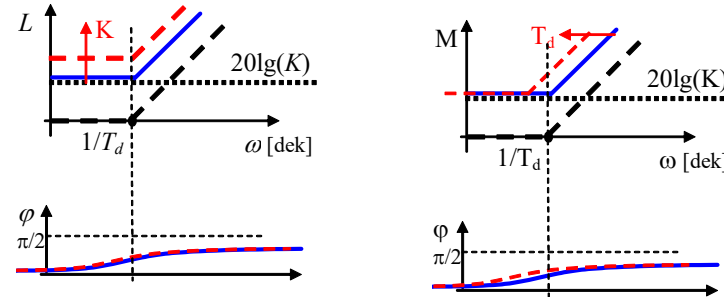 L
K
20lg(K)
1/T_d
ω [dek]
φ
π/2
M
T_d
20lg(K)
1/T_d
ω [dek]
φ
π/2